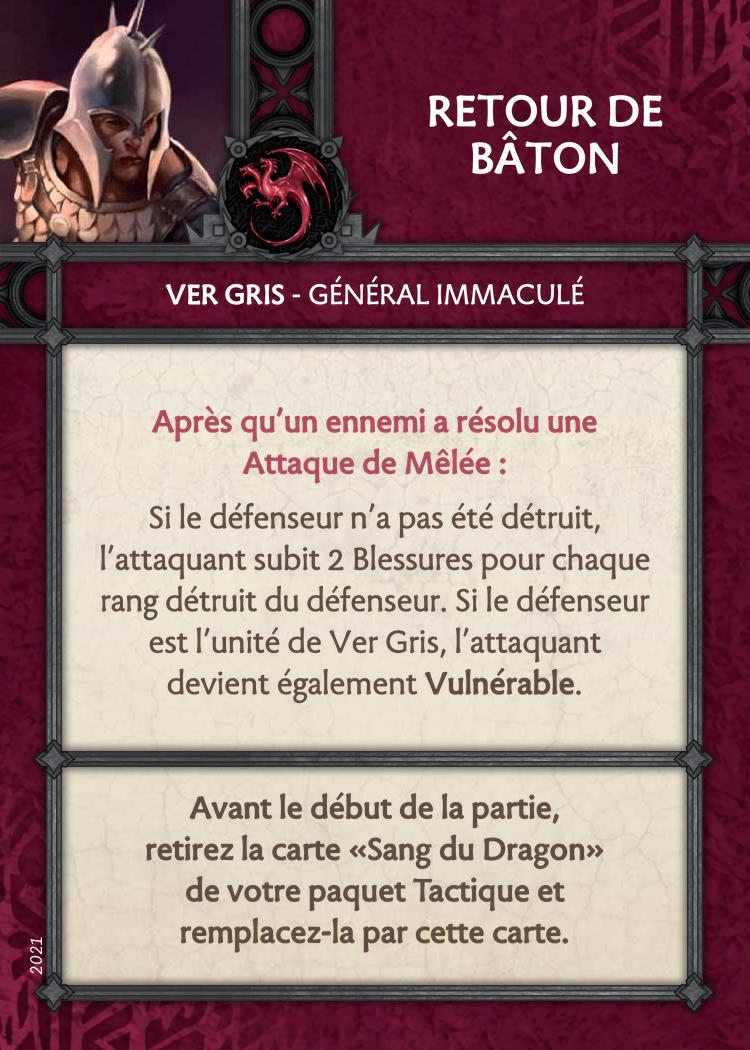 RETOUR DE
BÂTON
VER GRIS - GÉNÉRAL IMMACULÉ
Après qu'un ennemi a résolu une
Attaque de Mêlée :
Si le défenseur n'a pas été détruit,
l'attaquant subit 2 Blessures pour chaque
rang détruit du défenseur. Si le défenseur
est l'unité de Ver Gris, l'attaquant
devient également Vulnérable.
Avant le début de la partie,
retirez la carte «Sang du Dragon»
de votre paquet Tactique et
remplacez-la par cette carte.
2021